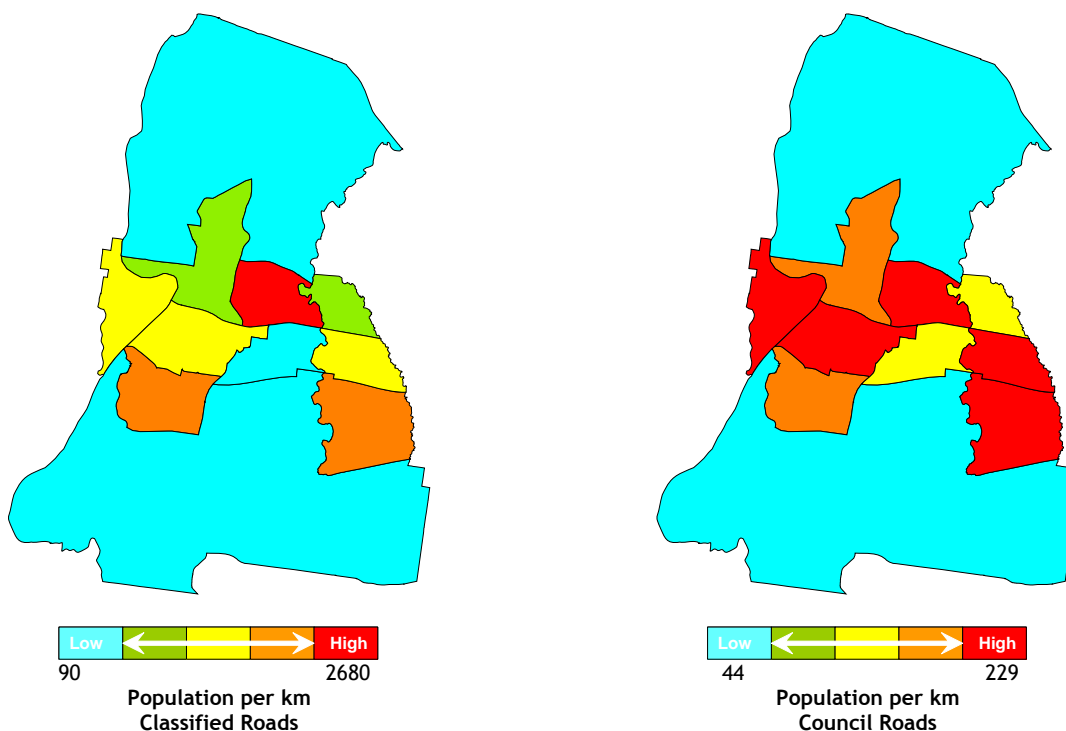 Low High
90 2680
Population per km
Classified Roads
Low High
44 229
Population per km
Council Roads